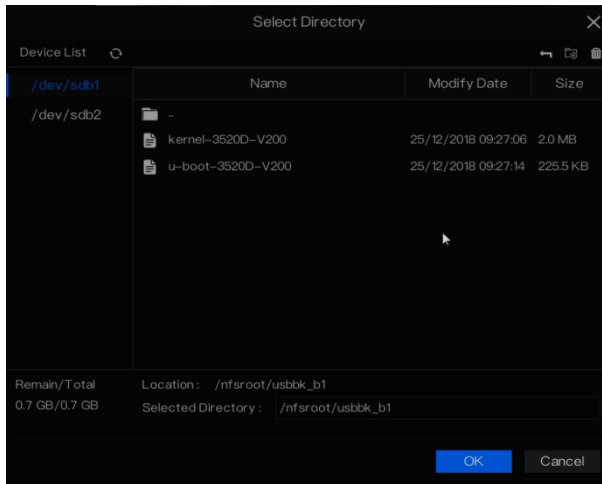 Select Directory
Device List
/dev/sdb1
/dev/sdb2
Name Modify Date Size
..
kernel-3520D-V200 25/12/2018 09:27:06 2.0 MB
u-boot-3520D-V200 25/12/2018 09:27:14 225.5 KB
Remain/Total
0.7 GB/0.7 GB
Location : /nfsroot/usbbk_b1
Selected Directory : /nfsroot/usbbk_b1
OK Cancel